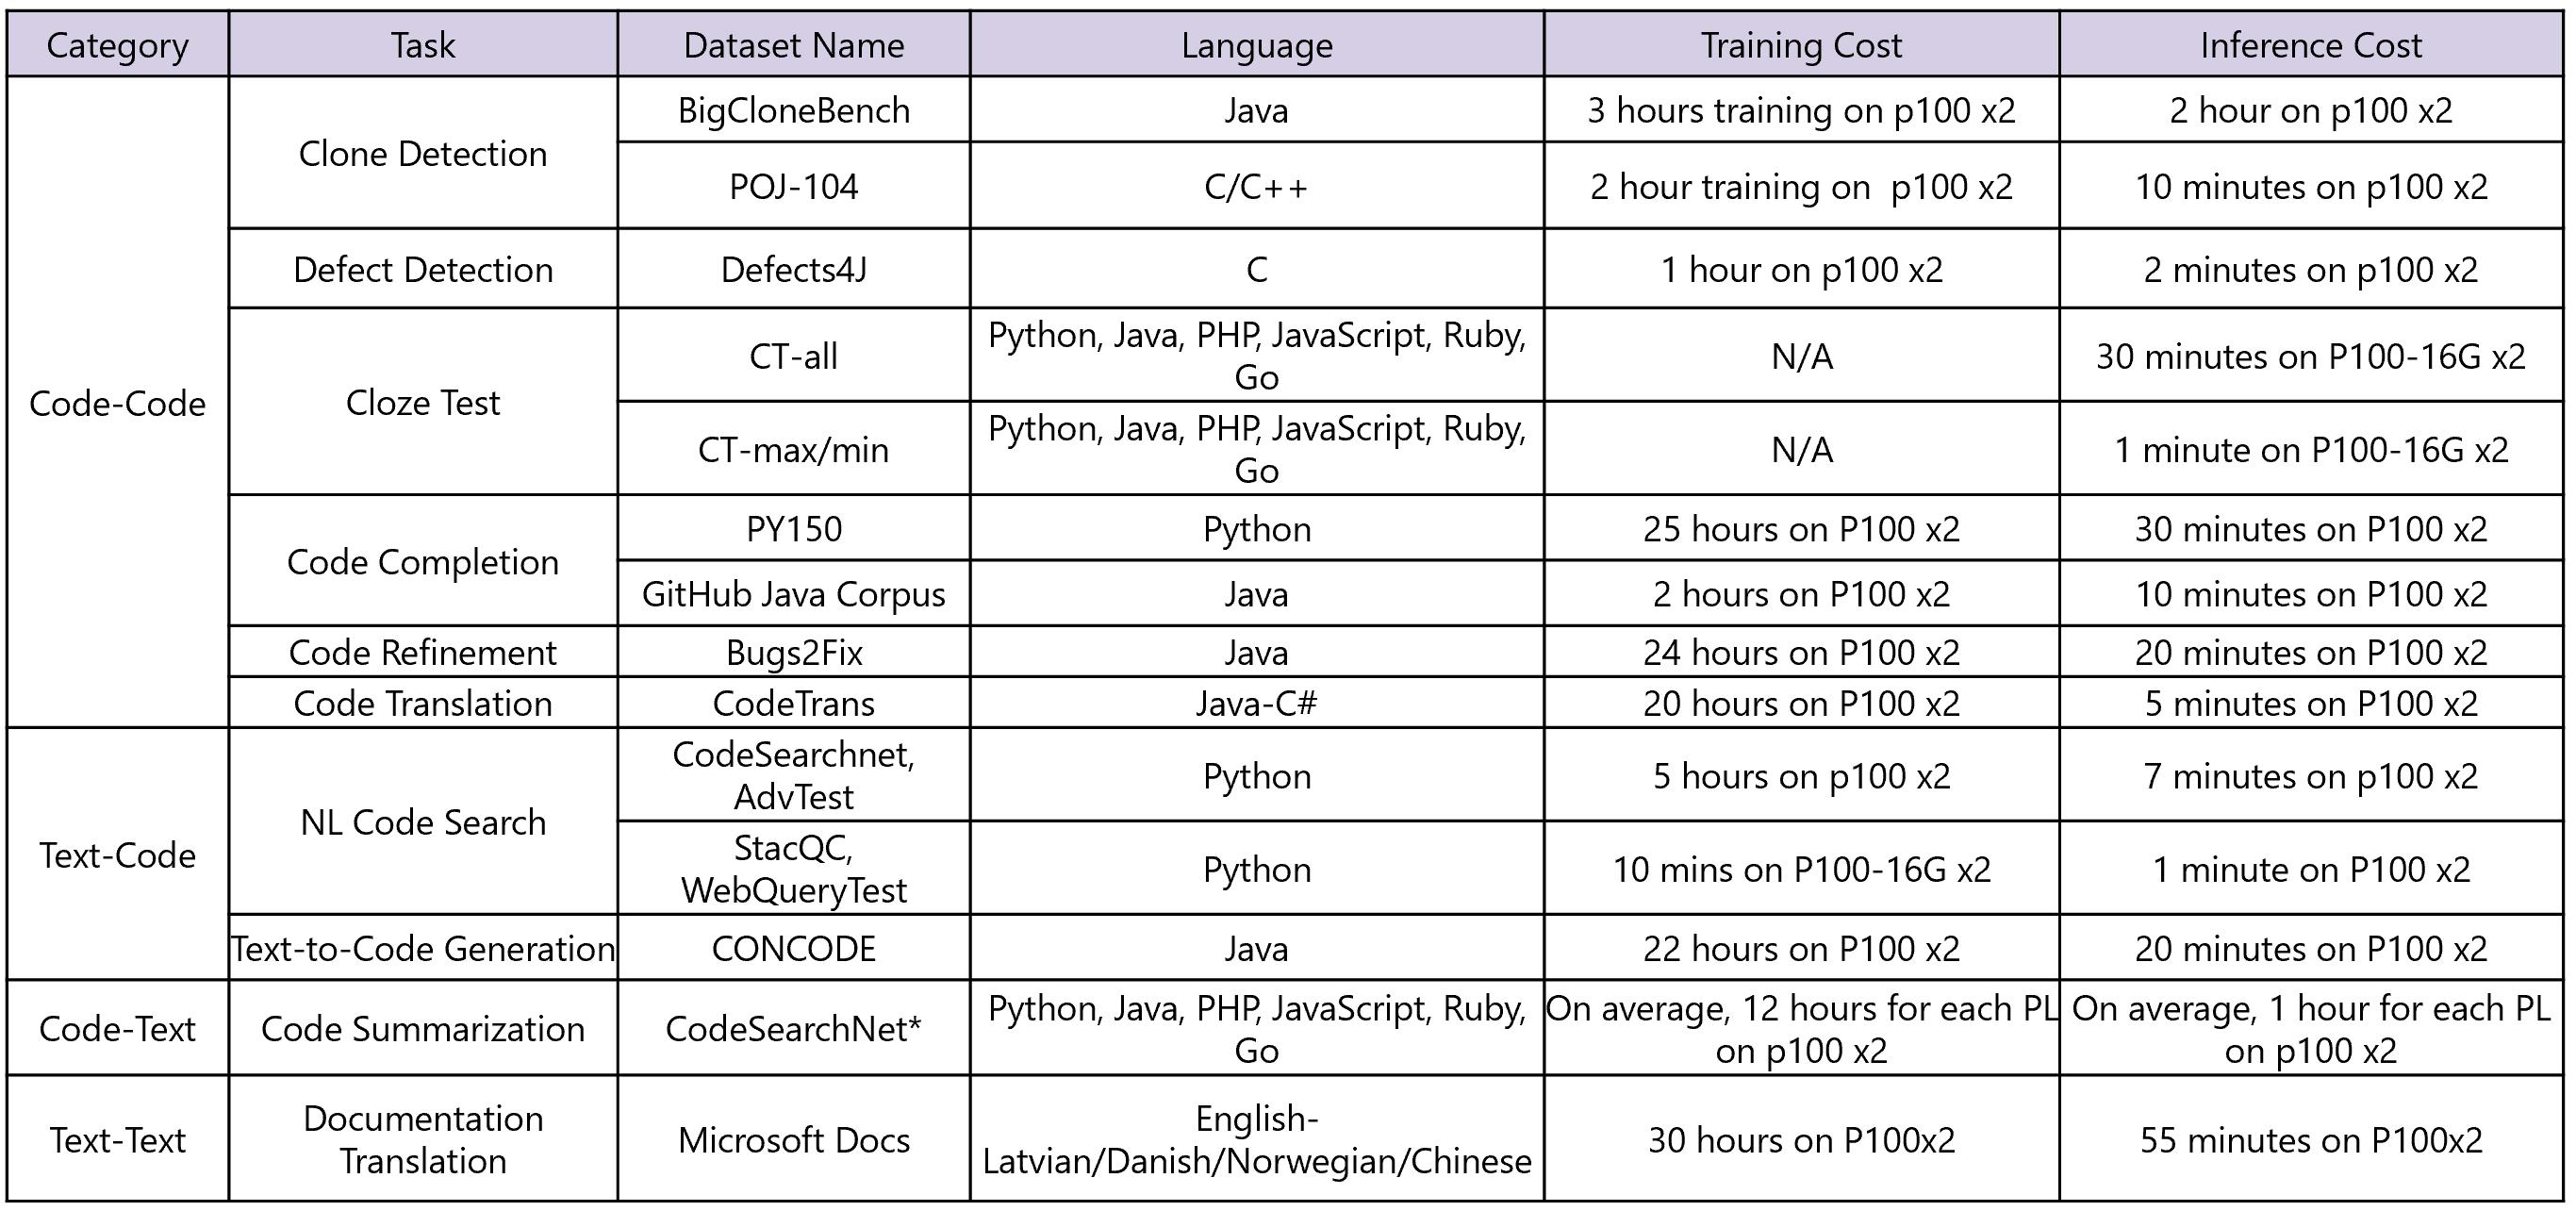 Category Task Dataset Name Language Training Cost Inference Cost
Code-Code
Clone Detection
BigCloneBench Java 3 hours training on p100 x2 2 hour on p100 x2
POJ-104 C/C++ 2 hour training on p100 x2 10 minutes on p100 x2
Defect Detection Defects4J C 1 hour on p100 x2 2 minutes on p100 x2
Cloze Test
CT-all
Python, Java, PHP, JavaScript, Ruby,
Go
N/A 30 minutes on P100-16G x2
CT-max/min
Python, Java, PHP, JavaScript, Ruby,
Go
N/A 1 minute on P100-16G x2
Code Completion
PY150 Python 25 hours on P100 x2 30 minutes on P100 x2
GitHub Java Corpus Java 2 hours on P100 x2 10 minutes on P100 x2
Code Refinement Bugs2Fix Java 24 hours on P100 x2 20 minutes on P100 x2
Code Translation CodeTrans Java-C# 20 hours on P100 x2 5 minutes on P100 x2
Text-Code
NL Code Search
CodeSearchnet,
AdvTest
Python 5 hours on p100 x2 7 minutes on p100 x2
StacQC,
WebQueryTest
Python 10 mins on P100-16G x2 1 minute on P100 x2
Text-to-Code Generation CONCODE Java 22 hours on P100 x2 20 minutes on P100 x2
Code-Text Code Summarization CodeSearchNet*
Python, Java, PHP, JavaScript, Ruby,
Go
On average, 12 hours for each PL
on p100 x2
On average, 1 hour for each PL
on p100 x2
Text-Text
Documentation
Translation
Microsoft Docs
English-
Latvian/Danish/Norwegian/Chinese
30 hours on P100x2 55 minutes on P100x2